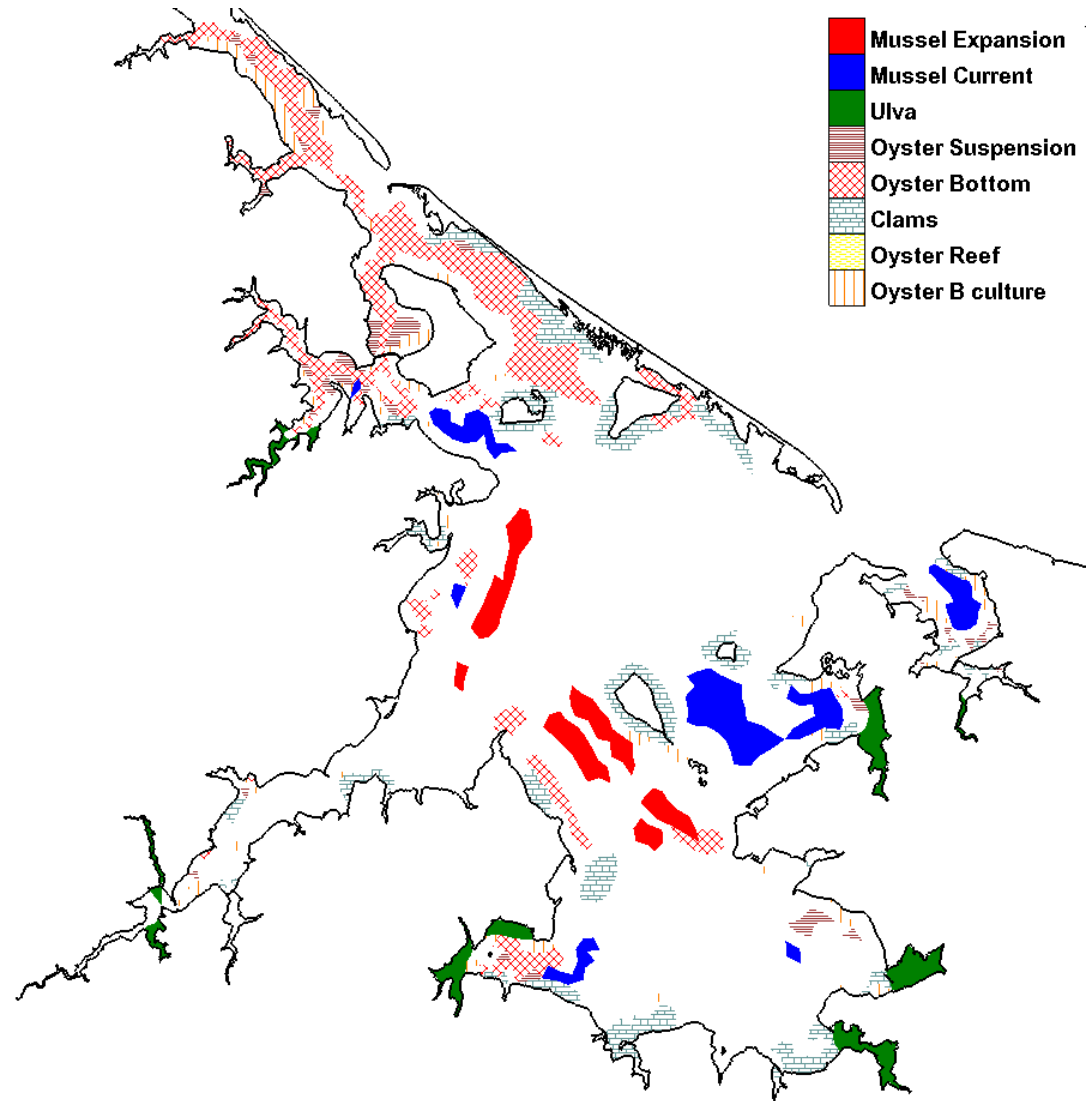 Mussel Expansion
Mussel Current
Ulva
Oyster Suspension
Oyster Bottom
Clams
Oyster Reef
Oyster B culture